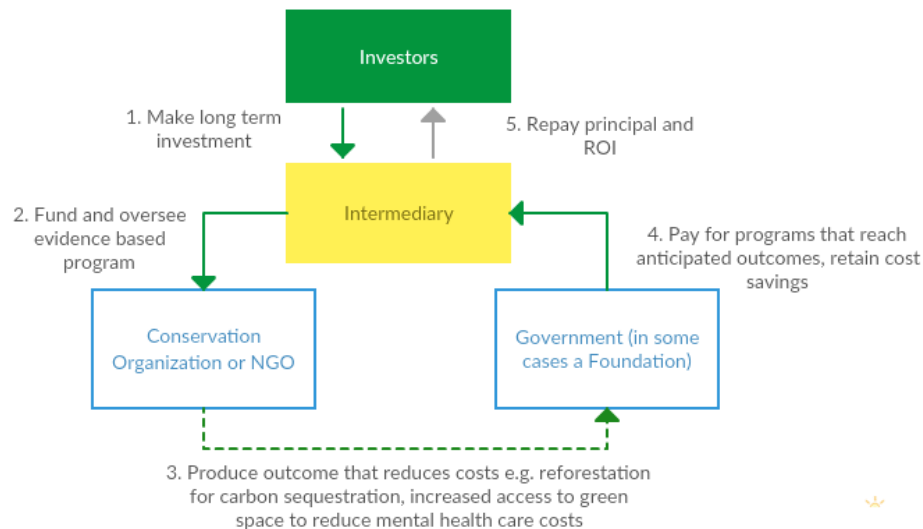 Investors
1. Make long term
investment
5. Repay principal and
ROI
Intermediary
2. Fund and oversee
evidence based
program
4. Pay for programs that reach
anticipated outcomes, retain cost
savings
Conservation
Organization or NGO
Government (in some
cases a Foundation)
3. Produce outcome that reduces costs e.g. reforestation
for carbon sequestration, increased access to green
space to reduce mental health care costs